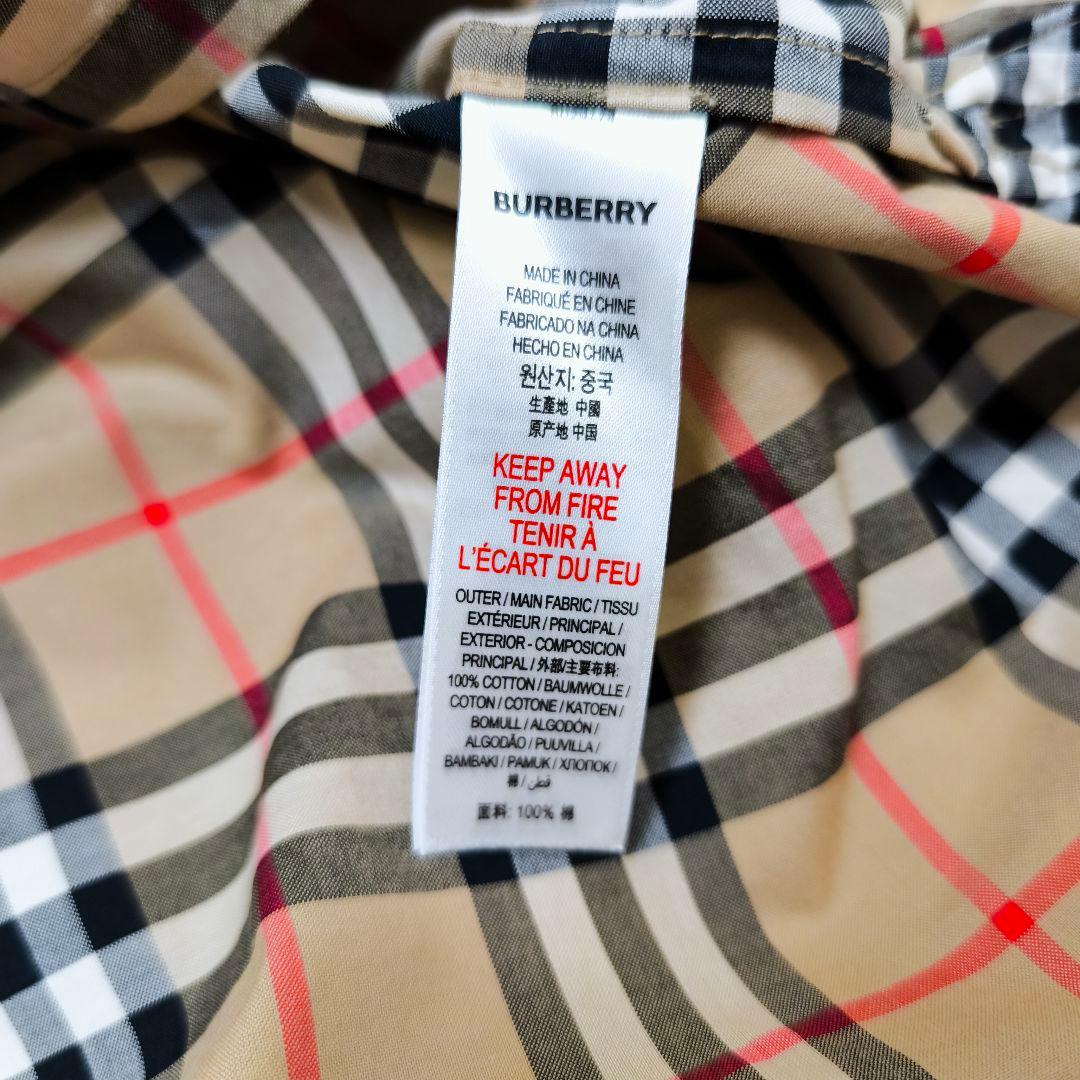 BURBERRY
MADE IN CHINA
FABRIQUÉ EN CHINE
FABRICADO NA CHINA
HECHO EN CHINA
원산지: 중국
生產地 中國
原产地 中国
KEEP AWAY
FROM FIRE
TENIR À
L'ÉCART DU FEU
OUTER / MAIN FABRIC / TISSU
EXTÉRIEUR / PRINCIPAL /
EXTERIOR - COMPOSICION
PRINCIPAL / 外部/主要布料:
100% COTTON / BAUMWOLLE /
COTON / COTONE / KATOEN /
BOMULL / ALGODÓN /
ALGODÃO / PUUVILLA /
BAMBAKI / PAMUK / ХЛОПОК /
棉 / قطن
面料: 100% 棉